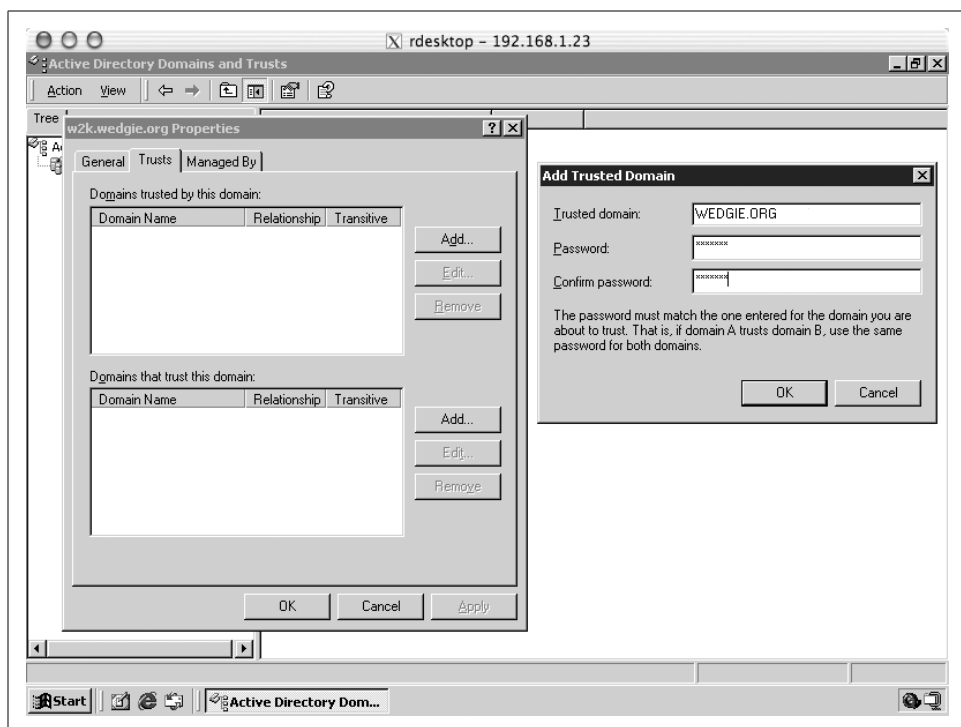 X rdesktop – 192.168.1.23
Active Directory Domains and Trusts
Action View
Tree
w2k.wedgie.org Properties
General Trusts Managed By
Domains trusted by this domain:
Domain Name Relationship Transitive
Add...
Edit...
Remove
Domains that trust this domain:
Domain Name Relationship Transitive
Add...
Edit...
Remove
OK Cancel Apply
Add Trusted Domain
Trusted domain: WEDGIE.ORG
Password: *******
Confirm password: *******
The password must match the one entered for the domain you are
about to trust. That is, if domain A trusts domain B, use the same
password for both domains.
OK Cancel
Start Active Directory Dom...